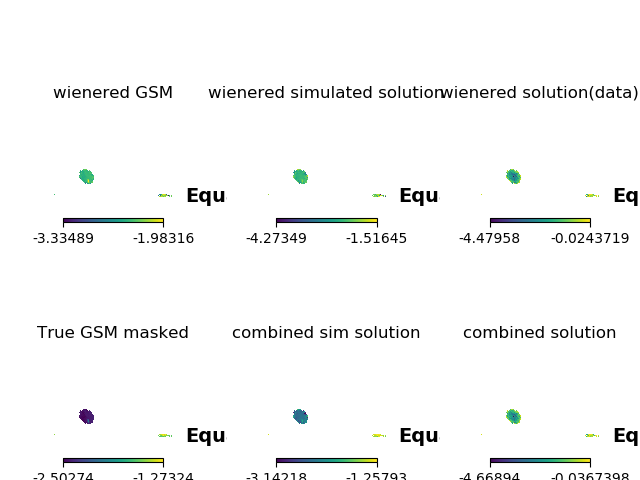 wienered GSM
wienered simulated solution
wienered solution(data)
Equ
Equ
Eq
-3.33489 -1.98316
-4.27349 -1.51645
-4.47958 -0.0243719
True GSM masked
combined sim solution
combined solution
Equ
Equ
Eq
-2.50274 -1.27324
-3.14218 -1.25793
-4.66894 -0.0367398